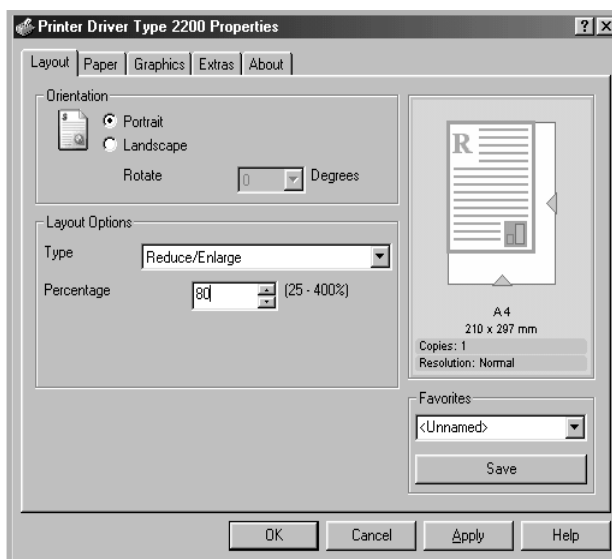 Printer Driver Type 2200 Properties
Layout Paper Graphics Extras About
Orientation
Portrait
Landscape
Rotate 0 Degrees
Layout Options
Type Reduce/Enlarge
Percentage 80 (25 - 400%)
R
A4
210 x 297 mm
Copies: 1
Resolution: Normal
Favorites
<Unnamed>
Save
OK Cancel Apply Help